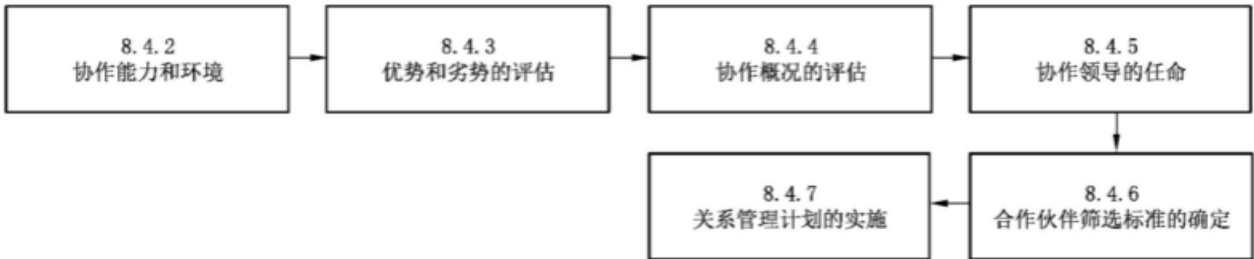 8.4.2
协作能力和环境
8.4.3
优势和劣势的评估
8.4.4
协作概况的评估
8.4.5
协作领导的任命
8.4.6
合作伙伴筛选标准的确定
8.4.7
关系管理计划的实施